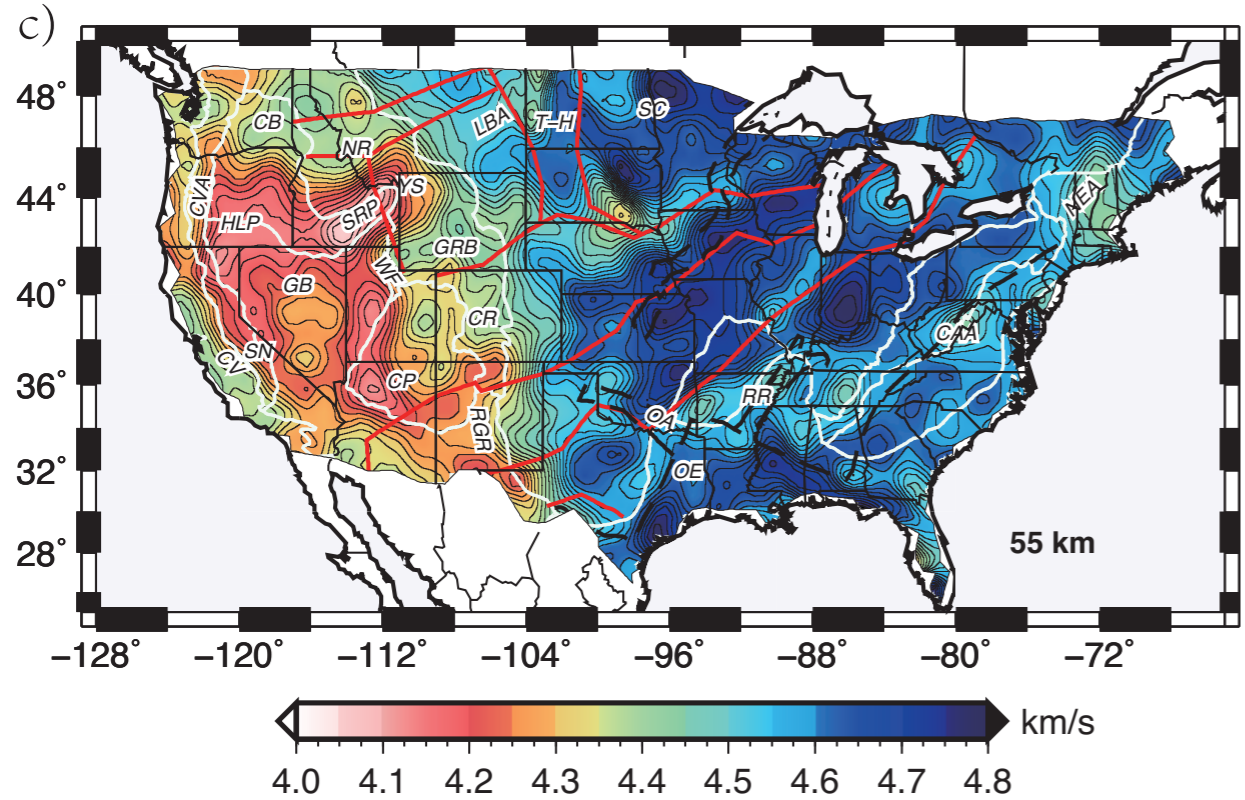 c)
48°
44°
40°
36°
32°
28°
CB
NR
LBA
T-H
SC
CVA
HLP
SRP
YS
GRB
WF
GB
CR
CV
SN
CP
RGR
OA
OE
RR
CAA
MEA
55 km
−128° −120° −112° −104° −96° −88° −80° −72°
km/s
4.0 4.1 4.2 4.3 4.4 4.5 4.6 4.7 4.8